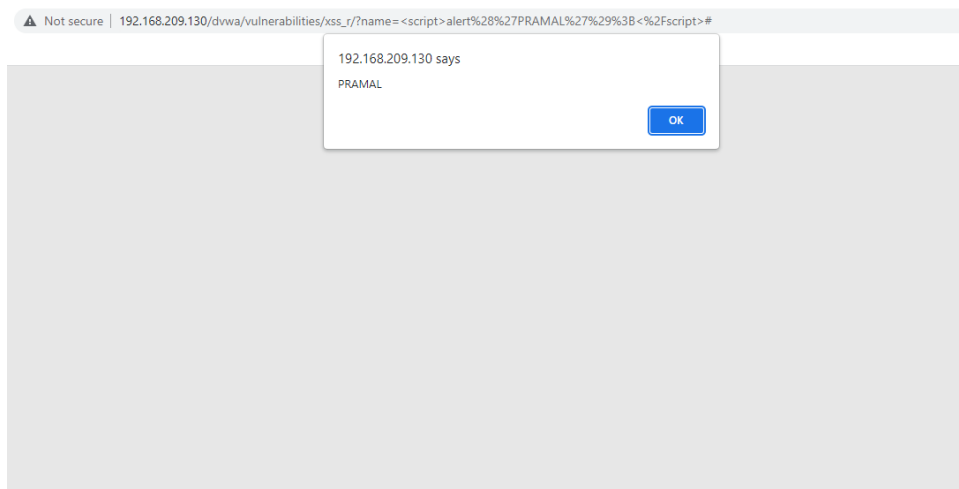 Not secure | 192.168.209.130/dvwa/vulnerabilities/xss_r/?name=<script>alert%28%27PRAMAL%27%29%3B<%2Fscript>#
192.168.209.130 says
PRAMAL
OK